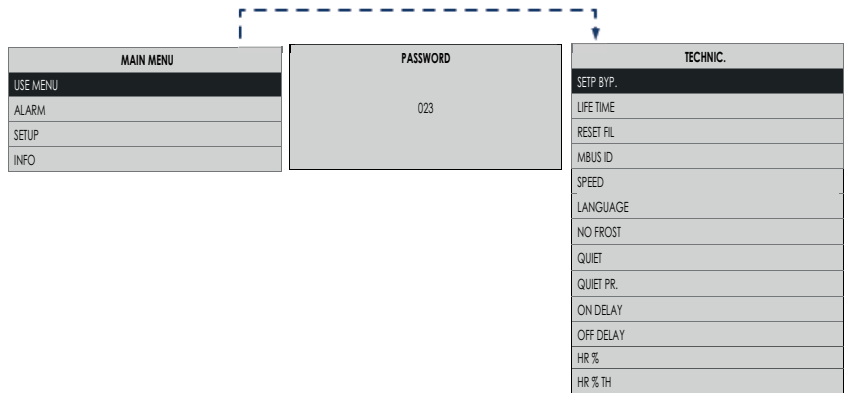 MAIN MENU
USE MENU
ALARM
SETUP
INFO
PASSWORD
023
TECHNIC.
SETP BYP.
LIFE TIME
RESET FIL
MBUS ID
SPEED
LANGUAGE
NO FROST
QUIET
QUIET PR.
ON DELAY
OFF DELAY
HR %
HR % TH